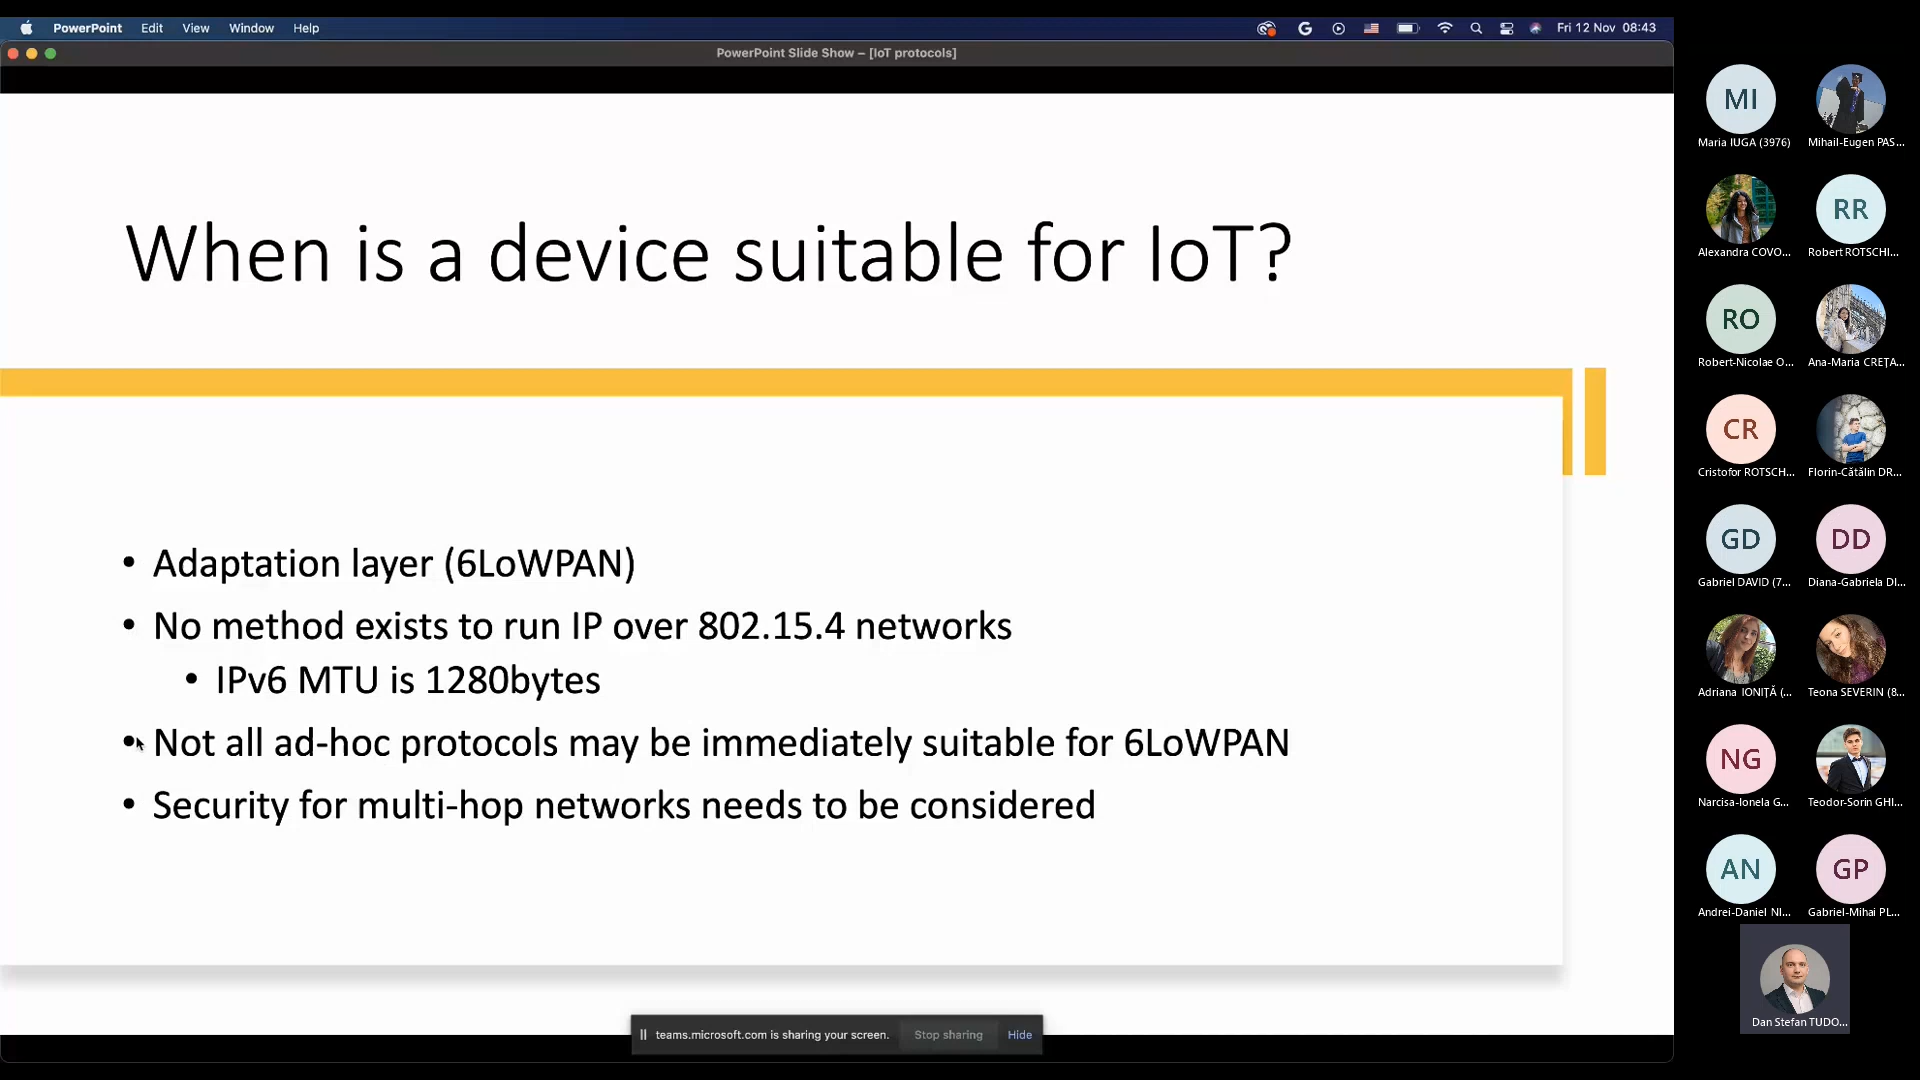 PowerPoint Edit View Window Help
Fri 12 Nov 08:43
PowerPoint Slide Show – [IoT protocols]
When is a device suitable for IoT?
• Adaptation layer (6LoWPAN)
• No method exists to run IP over 802.15.4 networks
• IPv6 MTU is 1280bytes
• Not all ad-hoc protocols may be immediately suitable for 6LoWPAN
• Security for multi-hop networks needs to be considered
teams.microsoft.com is sharing your screen. Stop sharing Hide
MI
Maria IUGA (3976) Mihail-Eugen PAS...
RR
Alexandra COVO... Robert ROTSCHI...
RO
Robert-Nicolae O... Ana-Maria CREȚA...
CR
Cristofor ROTSCH... Florin-Cătălin DR...
GD DD
Gabriel DAVID (7... Diana-Gabriela DI...
Adriana IONIȚĂ (... Teona SEVERIN (8...
NG
Narcisa-Ionela G... Teodor-Sorin GHI...
AN GP
Andrei-Daniel NI... Gabriel-Mihai PL...
Dan Stefan TUDO...